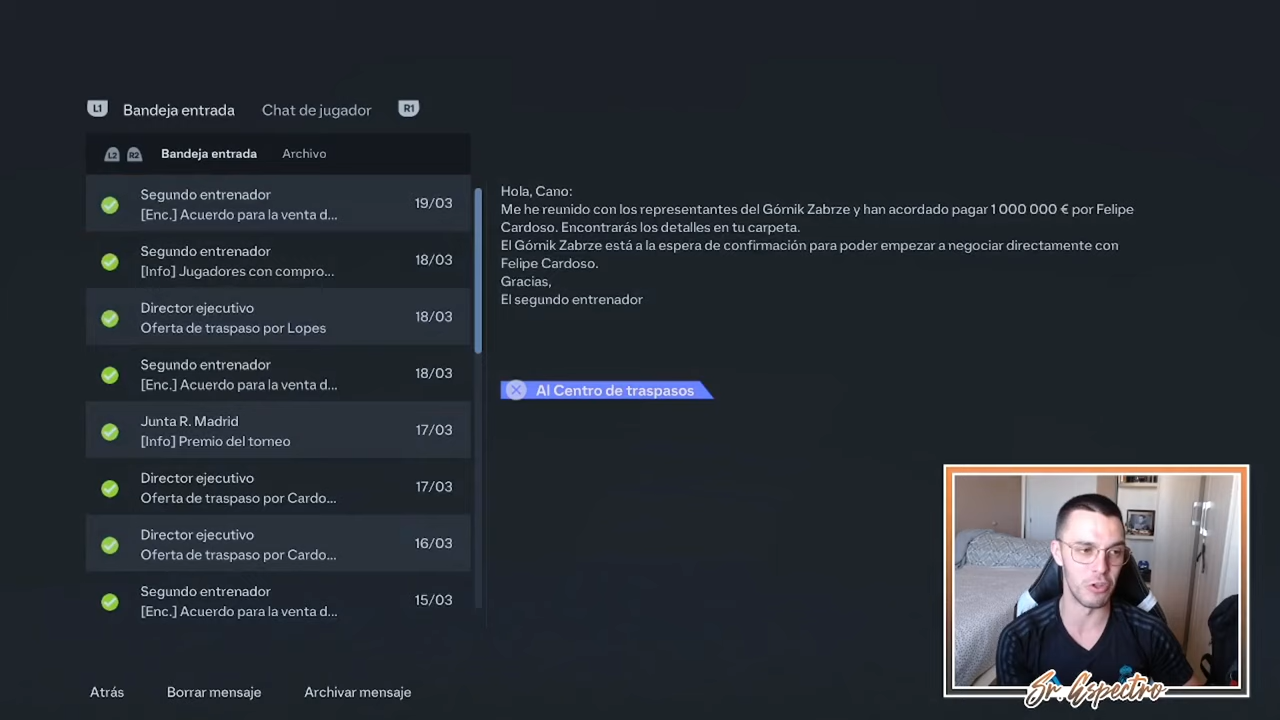 L1 Bandeja entrada Chat de jugador R1
L2 R2 Bandeja entrada Archivo
Segundo entrenador 19/03
[Enc.] Acuerdo para la venta d...
Segundo entrenador 18/03
[Info] Jugadores con compro...
Director ejecutivo 18/03
Oferta de traspaso por Lopes
Segundo entrenador 18/03
[Enc.] Acuerdo para la venta d...
Junta R. Madrid 17/03
[Info] Premio del torneo
Director ejecutivo 17/03
Oferta de traspaso por Cardo...
Director ejecutivo 16/03
Oferta de traspaso por Cardo...
Segundo entrenador 15/03
[Enc.] Acuerdo para la venta d...
Hola, Cano:
Me he reunido con los representantes del Górnik Zabrze y han acordado pagar 1 000 000 € por Felipe
Cardoso. Encontrarás los detalles en tu carpeta.
El Górnik Zabrze está a la espera de confirmación para poder empezar a negociar directamente con
Felipe Cardoso.
Gracias,
El segundo entrenador
Al Centro de traspasos
Atrás Borrar mensaje Archivar mensaje
Sr. Aspectro